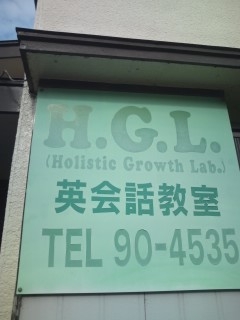 H.G.L.
(Holistic Growth Lab.)
英会話教室
TEL 90-4535